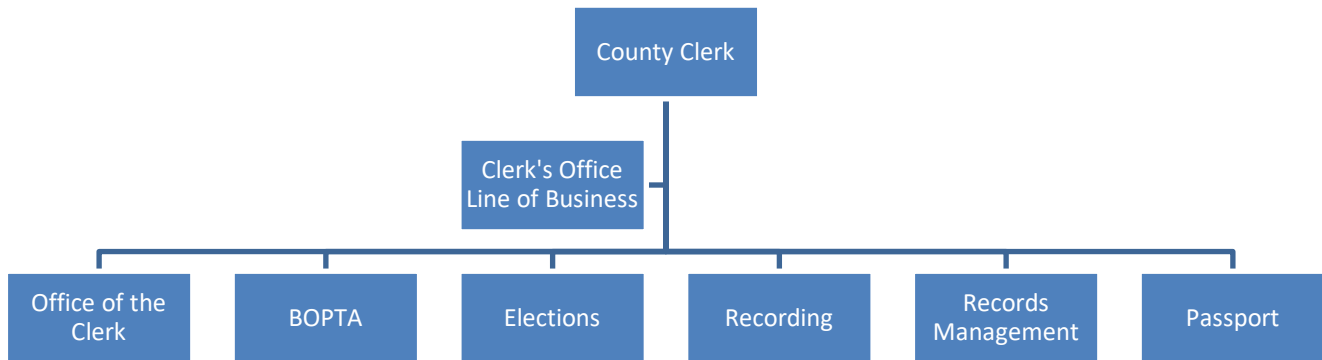 County Clerk
Clerk's Office
Line of Business
Office of the
Clerk
BOPTA
Elections
Recording
Records
Management
Passport